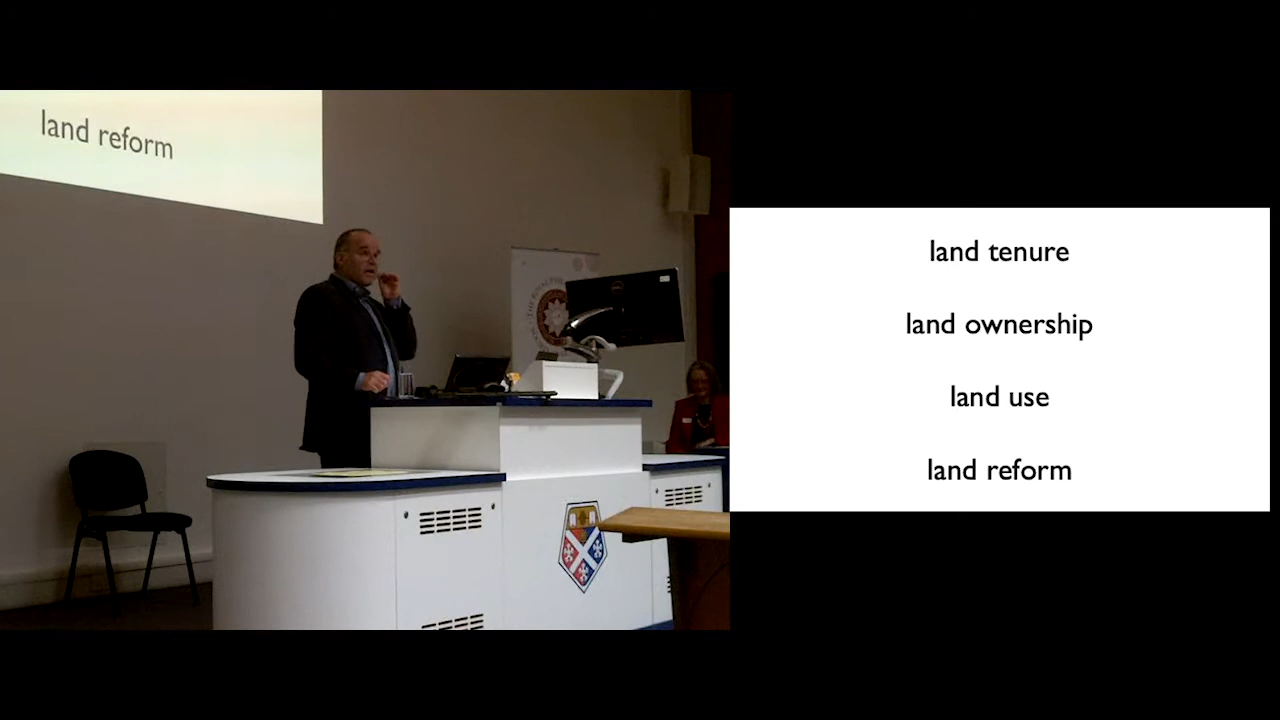 land reform
land tenure
land ownership
land use
land reform